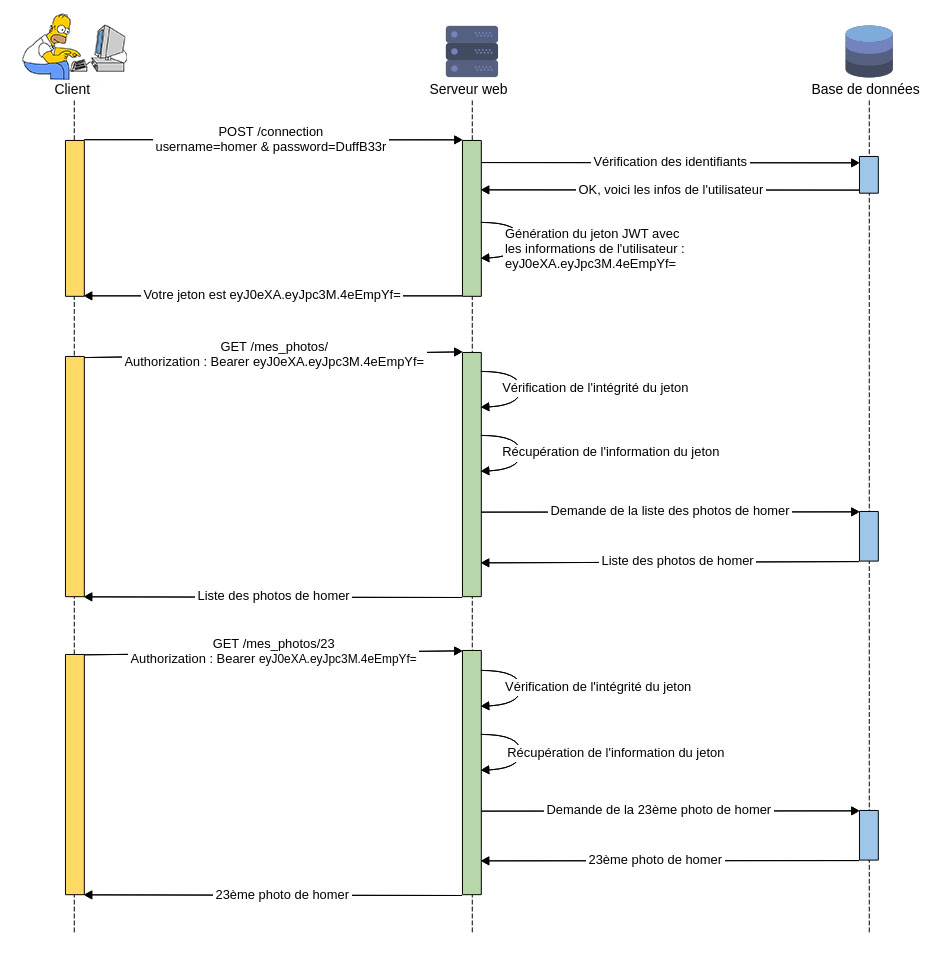 Client
Serveur web
Base de données
POST /connection
username=homer & password=DuffB33r
Vérification des identifiants
OK, voici les infos de l'utilisateur
Génération du jeton JWT avec
les informations de l'utilisateur :
eyJ0eXA.eyJpc3M.4eEmpYf=
Votre jeton est eyJ0eXA.eyJpc3M.4eEmpYf=
GET /mes_photos/
Authorization : Bearer eyJ0eXA.eyJpc3M.4eEmpYf=
Vérification de l'intégrité du jeton
Récupération de l'information du jeton
Demande de la liste des photos de homer
Liste des photos de homer
Liste des photos de homer
GET /mes_photos/23
Authorization : Bearer eyJ0eXA.eyJpc3M.4eEmpYf=
Vérification de l'intégrité du jeton
Récupération de l'information du jeton
Demande de la 23ème photo de homer
23ème photo de homer
23ème photo de homer